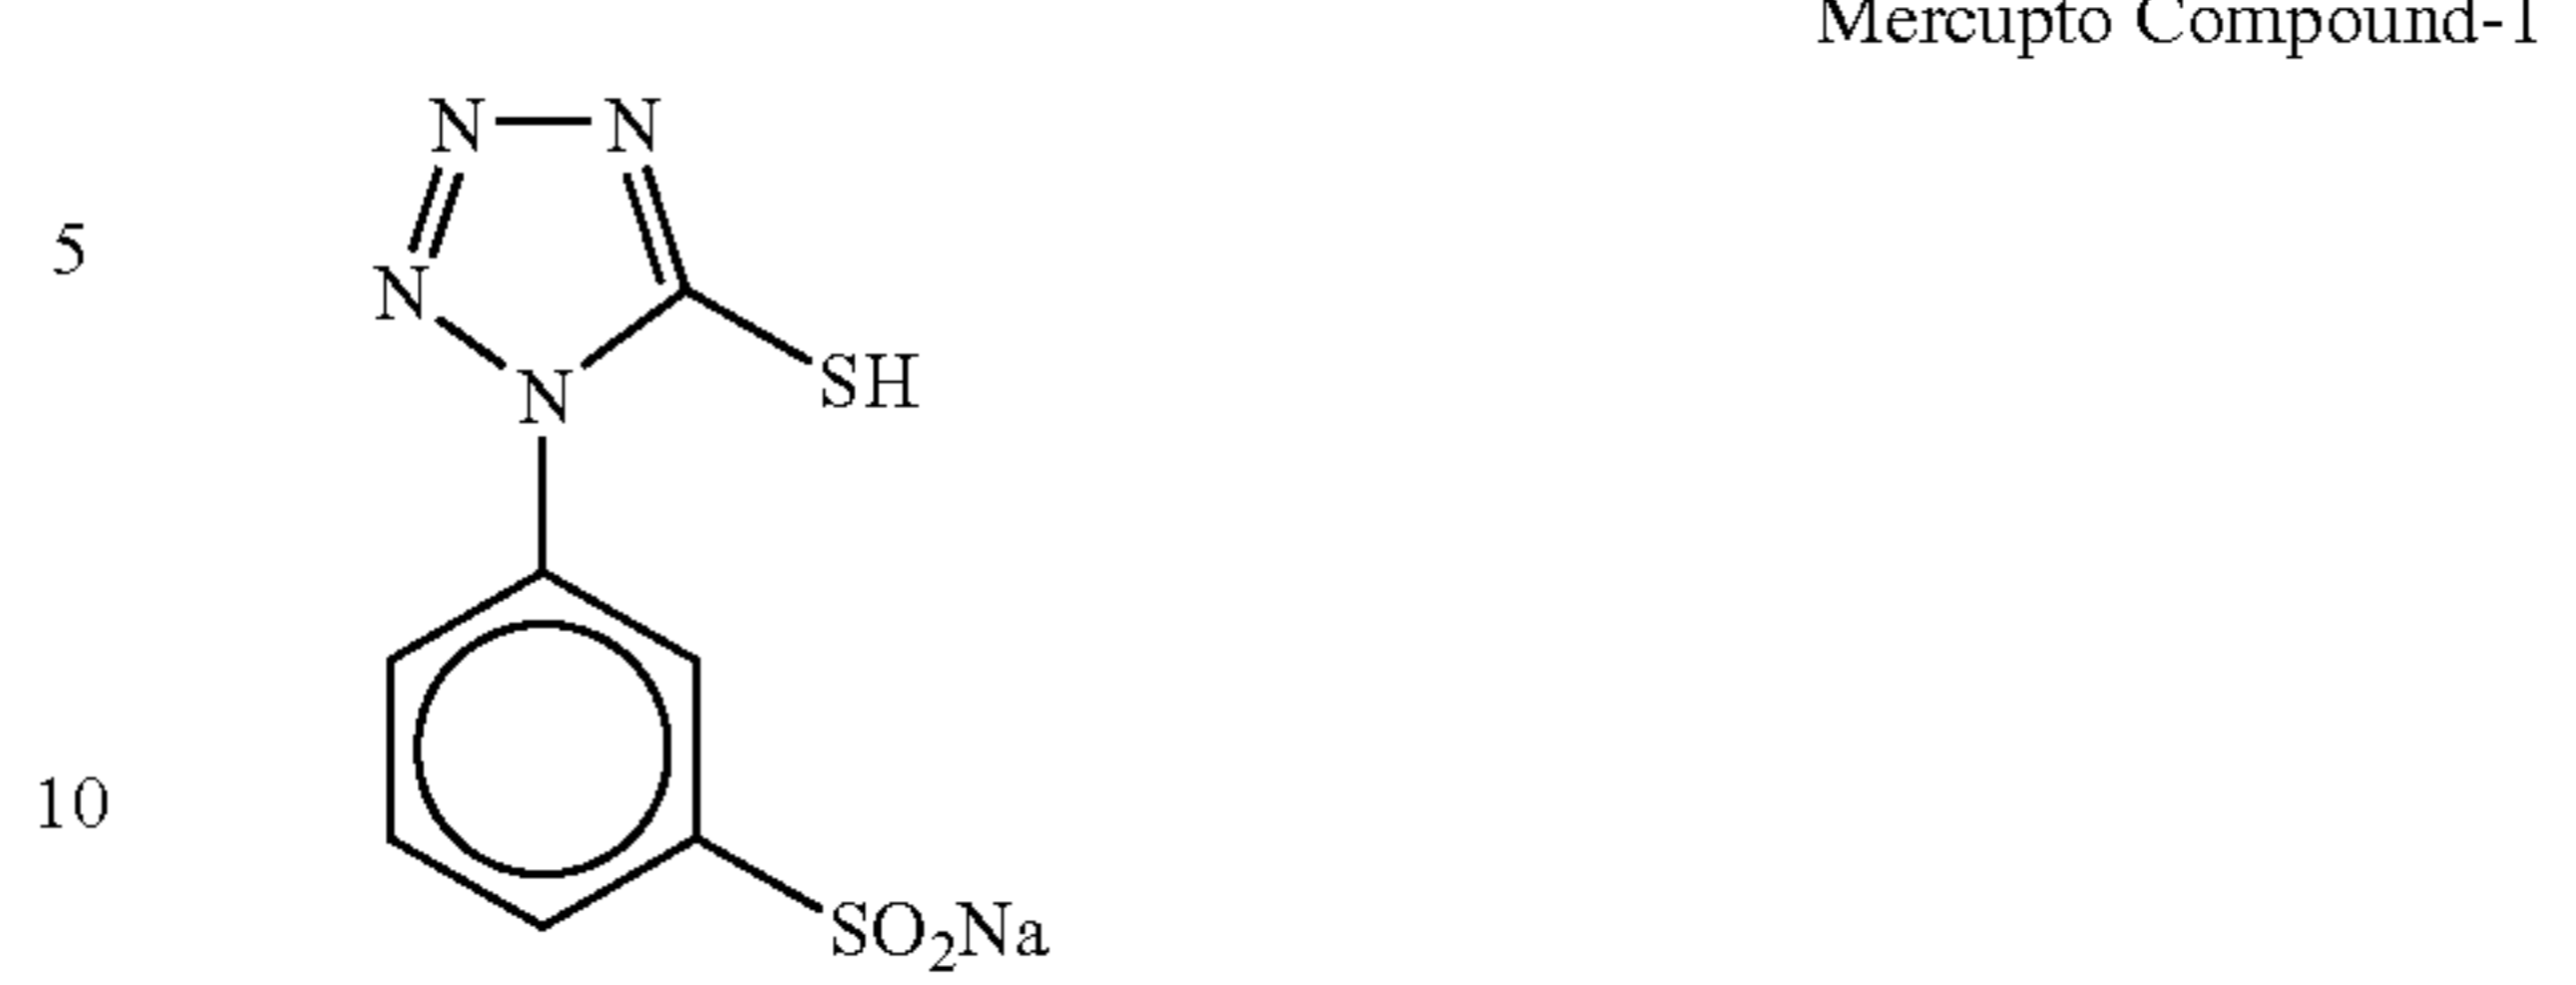 Mercupto Compound-1
N N
5
N
SH
N
10
SO₂Na